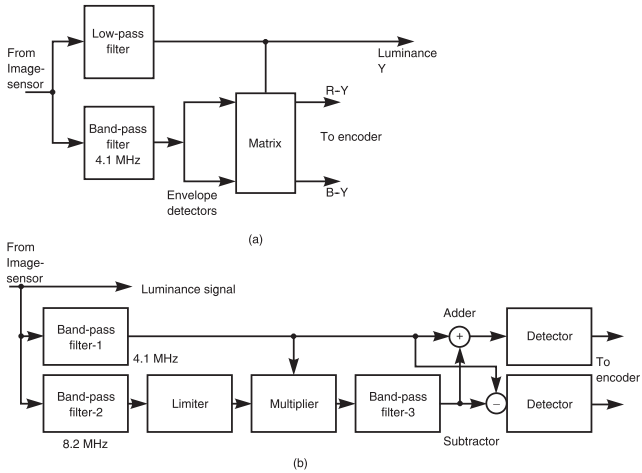 Low-pass
filter
From
Image-
sensor
Luminance
Y
R–Y
Band-pass
filter
4.1 MHz
Matrix
To encoder
Envelope
detectors
B–Y
(a)
From
Image-
sensor
Luminance signal
Adder
Band-pass
filter-1
4.1 MHz
+
Detector
To
encoder
Band-pass
filter-2
Limiter
Multiplier
Band-pass
filter-3
–
Detector
8.2 MHz
Subtractor
(b)